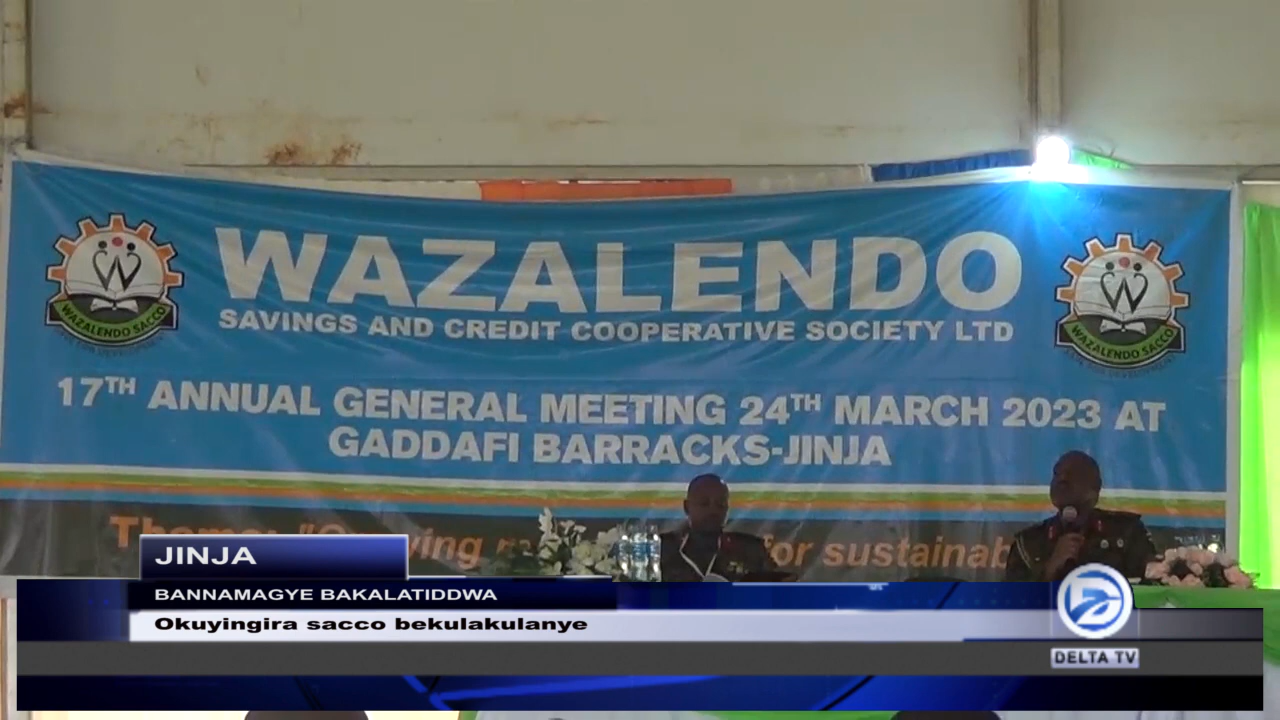 WAZALENDO
SAVINGS AND CREDIT COOPERATIVE SOCIETY LTD
WAZALENDO SACCO
WAZALENDO SACCO
17TH ANNUAL GENERAL MEETING 24TH MARCH 2023 AT
GADDAFI BARRACKS-JINJA
for
JINJA
BANNAMAGYE BAKALATIDDWA
Okuyingira sacco bekulakulanye
DELTA TV